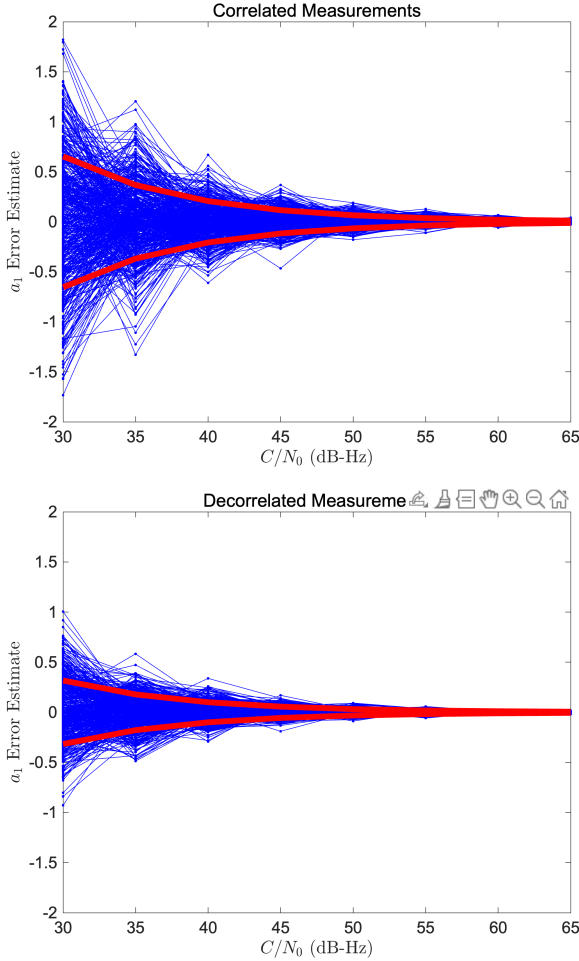 Correlated Measurements
2
1.5
1
0.5
0
-0.5
-1
-1.5
-2
a₁ Error Estimate
30 35 40 45 50 55 60 65
C/N₀ (dB-Hz)
Decorrelated Measureme
2
1.5
1
0.5
0
-0.5
-1
-1.5
-2
a₁ Error Estimate
30 35 40 45 50 55 60 65
C/N₀ (dB-Hz)